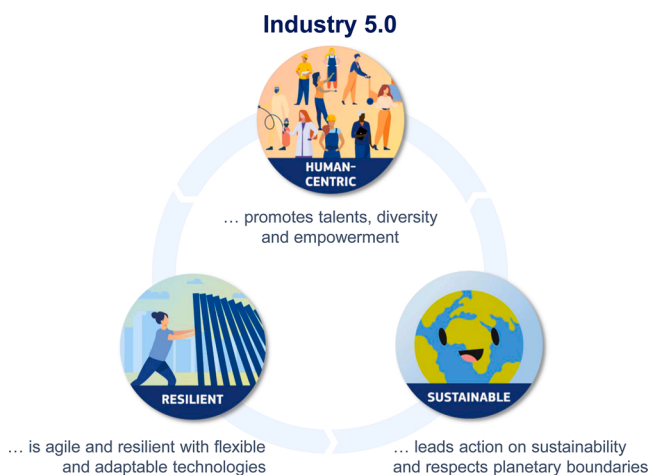 Industry 5.0
HUMAN-
CENTRIC
... promotes talents, diversity
and empowerment
RESILIENT
SUSTAINABLE
... is agile and resilient with flexible
and adaptable technologies
... leads action on sustainability
and respects planetary boundaries